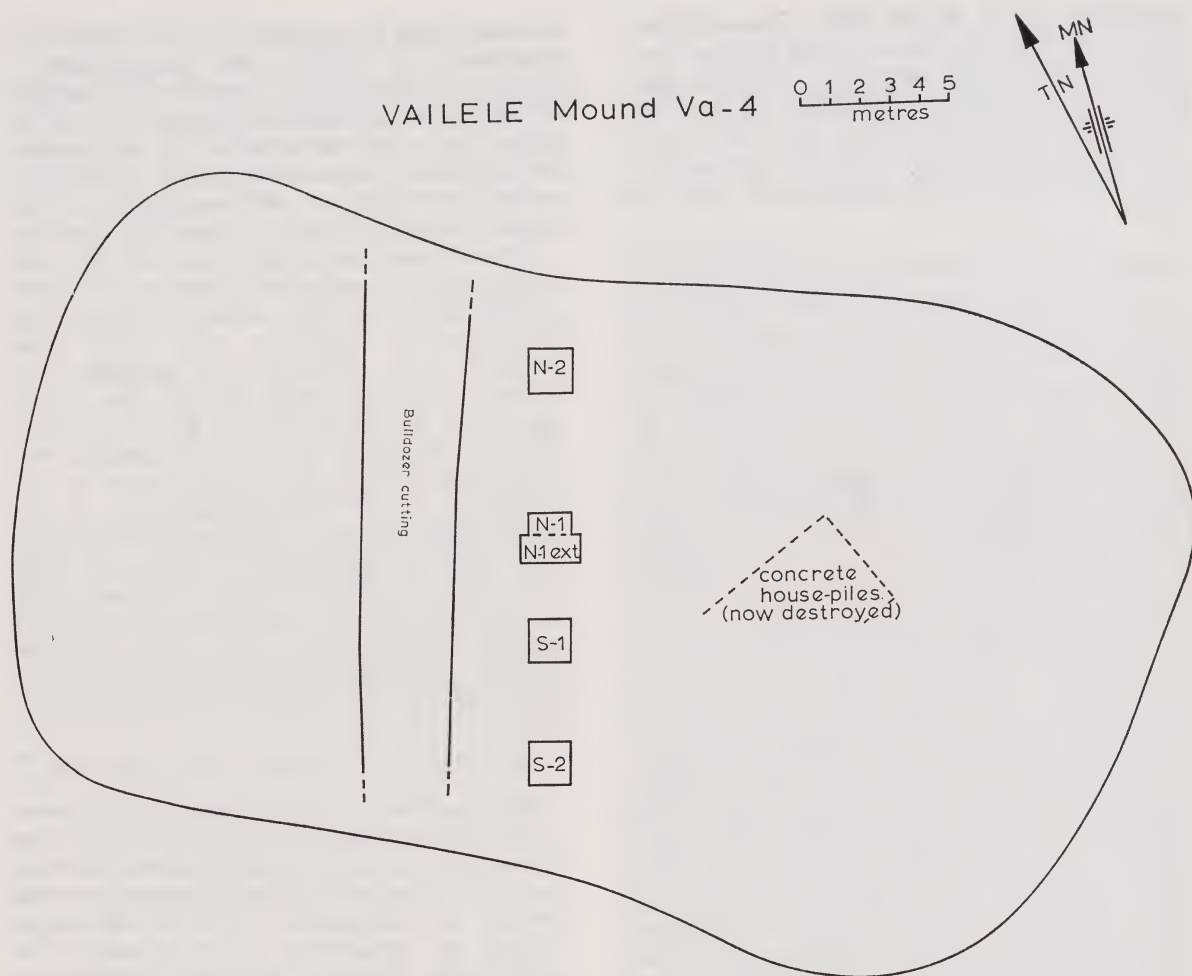 VAILELE Mound Va-4
0 1 2 3 4 5
metres
MN
TN
N-2
Bulldozer cutting
N-1
N-1 ext
S-1
S-2
concrete
house-piles.
(now destroyed)